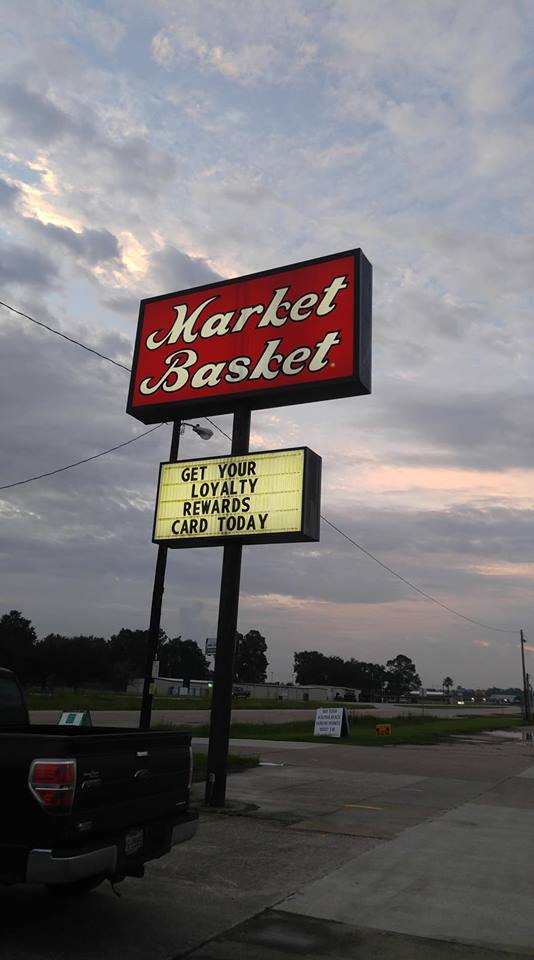 Market
Basket
GET YOUR
LOYALTY
REWARDS
CARD TODAY